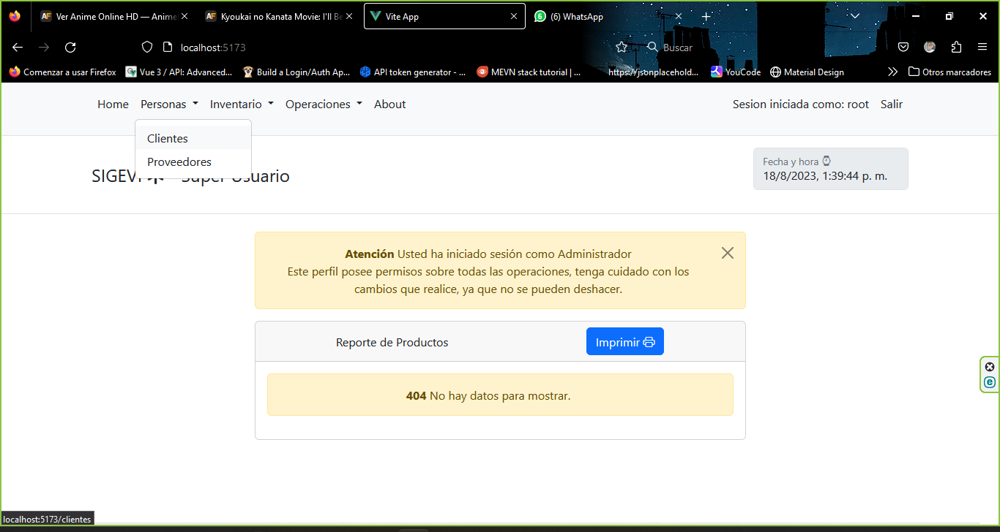 Ver Anime Online HD — Anime
Kyoukai no Kanata Movie: I'll Be
Vite App
(6) WhatsApp
localhost:5173
Buscar
Comenzar a usar Firefox
Vue 3 / API: Advanced...
Build a Login/Auth Ap...
API token generator - ...
MEVN stack tutorial | ...
https://jsonplacehold...
YouCode
Material Design
Otros marcadores
Home Personas Inventario Operaciones About
Sesion iniciada como: root Salir
Clientes
Proveedores
Usuario
Fecha y hora
18/8/2023, 1:39:44 p. m.
Atención Usted ha iniciado sesión como Administrador
Este perfil posee permisos sobre todas las operaciones, tenga cuidado con los
cambios que realice, ya que no se pueden deshacer.
Reporte de Productos
Imprimir
404 No hay datos para mostrar.
localhost:5173/clientes